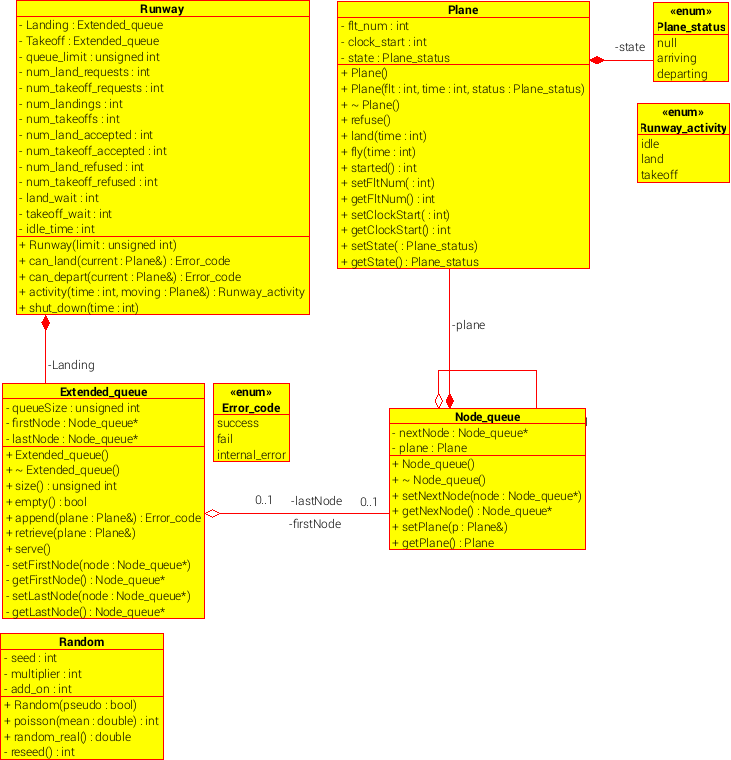 Runway
- Landing : Extended_queue
- Takeoff : Extended_queue
- queue_limit : unsigned int
- num_land_requests : int
- num_takeoff_requests : int
- num_landings : int
- num_takeoffs : int
- num_land_accepted : int
- num_takeoff_accepted : int
- num_land_refused : int
- num_takeoff_refused : int
- land_wait : int
- takeoff_wait : int
- idle_time : int
+ Runway(limit : unsigned int)
+ can_land(current : Plane&) : Error_code
+ can_depart(current : Plane&) : Error_code
+ activity(time : int, moving : Plane&) : Runway_activity
+ shut_down(time : int)
Plane
- flt_num : int
- clock_start : int
- state : Plane_status
+ Plane()
+ Plane(flt : int, time : int, status : Plane_status)
+ ~ Plane()
+ refuse()
+ land(time : int)
+ fly(time : int)
+ started() : int
+ setFltNum( : int)
+ getFltNum() : int
+ setClockStart( : int)
+ getClockStart() : int
+ setState( : Plane_status)
+ getState() : Plane_status
-state
«enum»
Plane_status
null
arriving
departing
«enum»
Runway_activity
idle
land
takeoff
-Landing
-plane
Extended_queue
- queueSize : unsigned int
- firstNode : Node_queue*
- lastNode : Node_queue*
+ Extended_queue()
+ ~ Extended_queue()
+ size() : unsigned int
+ empty() : bool
+ append(plane : Plane&) : Error_code
+ retrieve(plane : Plane&)
+ serve()
- setFirstNode(node : Node_queue*)
- getFirstNode() : Node_queue*
- setLastNode(node : Node_queue*)
- getLastNode() : Node_queue*
«enum»
Error_code
success
fail
internal_error
0..1 -lastNode 0..1
-firstNode
Node_queue
- nextNode : Node_queue*
- plane : Plane
+ Node_queue()
+ ~ Node_queue()
+ setNextNode(node : Node_queue*)
+ getNexNode() : Node_queue*
+ setPlane(p : Plane&)
+ getPlane() : Plane
Random
- seed : int
- multiplier : int
- add_on : int
+ Random(pseudo : bool)
+ poisson(mean : double) : int
+ random_real() : double
- reseed() : int